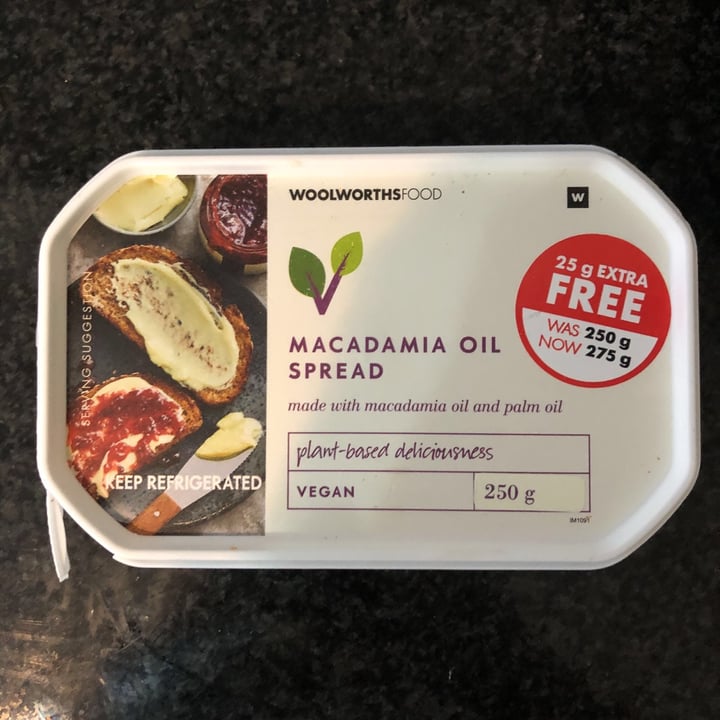 WOOLWORTHSFOOD
W
25 g EXTRA
FREE
WAS 250 g
NOW 275 g
MACADAMIA OIL
SPREAD
made with macadamia oil and palm oil
plant-based deliciousness
VEGAN
250 g
SERVING SUGGESTION
KEEP REFRIGERATED